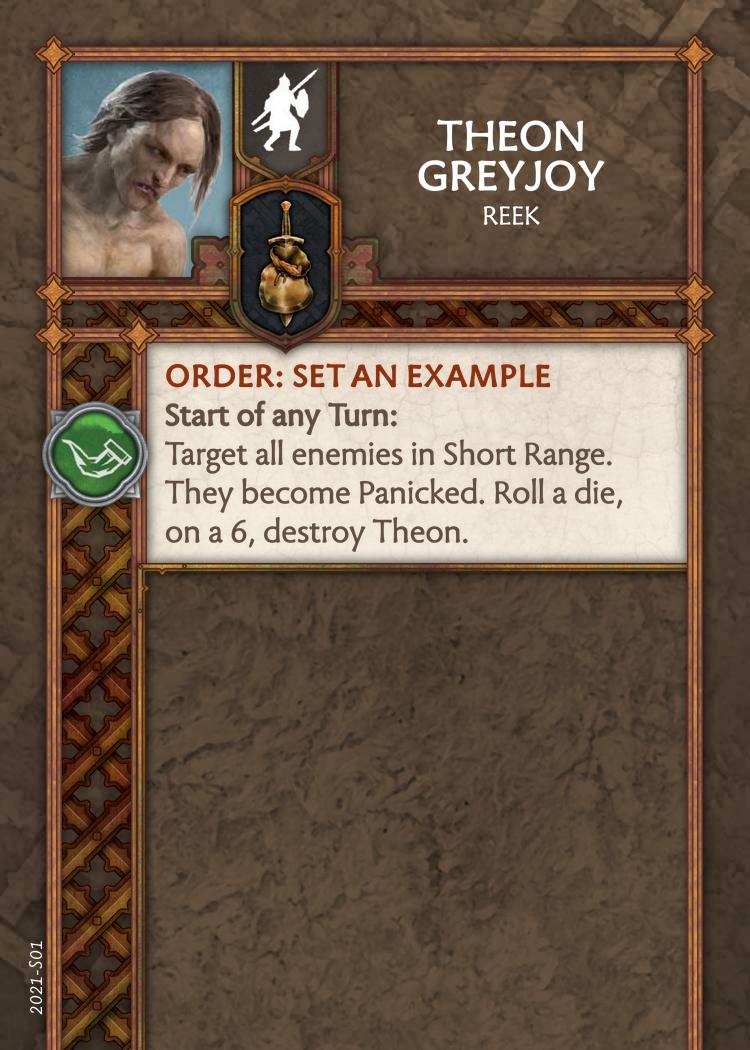 THEON
GREYJOY
REEK
ORDER: SET AN EXAMPLE
Start of any Turn:
Target all enemies in Short Range.
They become Panicked. Roll a die,
on a 6, destroy Theon.
2021-S01